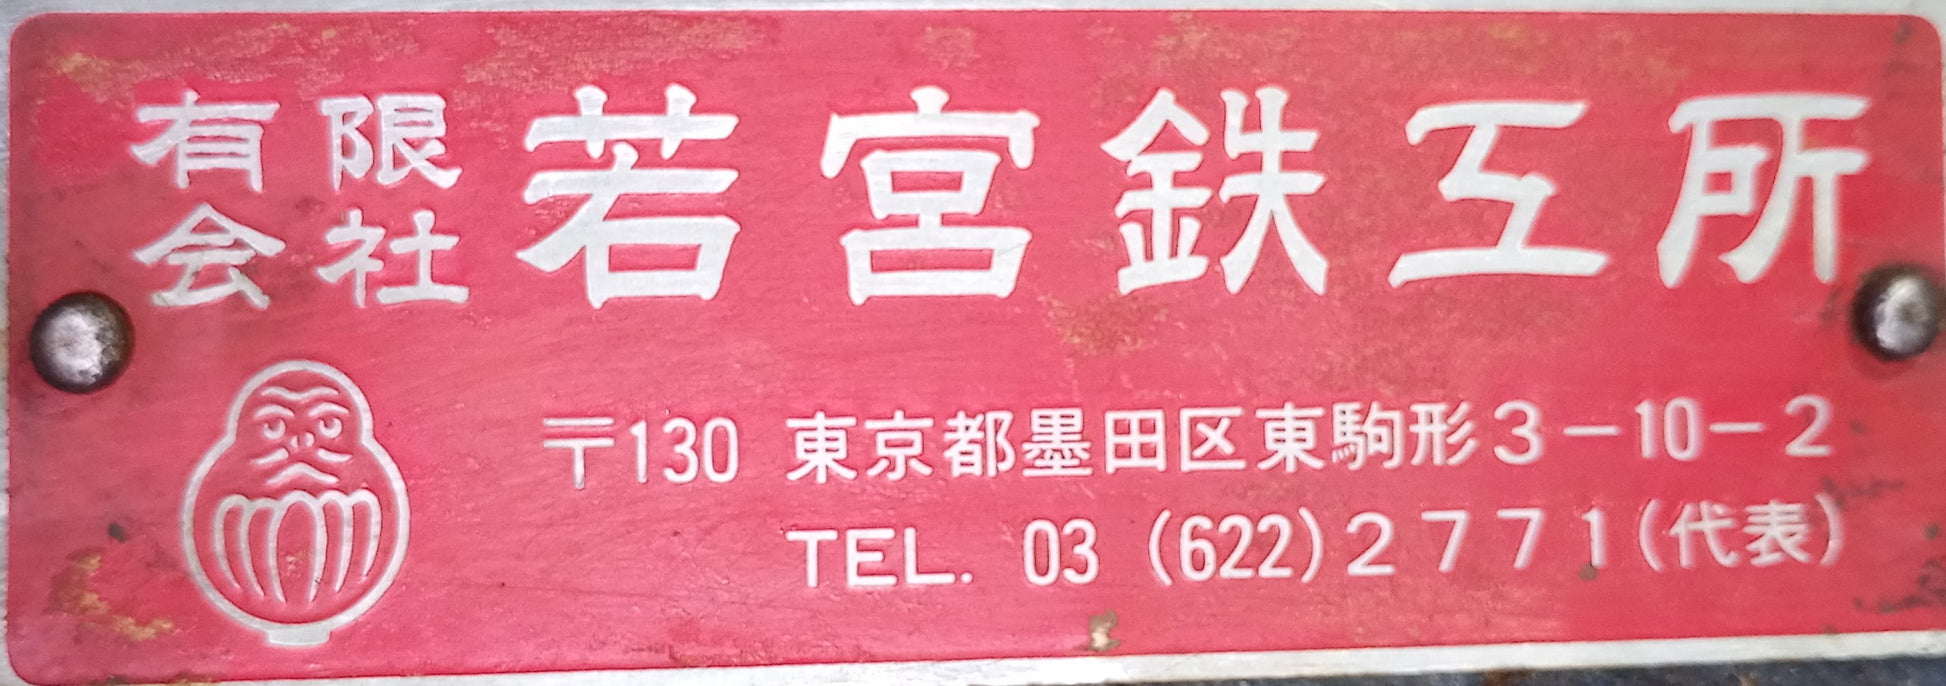 有限会社 若宮鉄工所
〒130 東京都墨田区東駒形3-10-2
TEL. 03 (622)2771(代表)